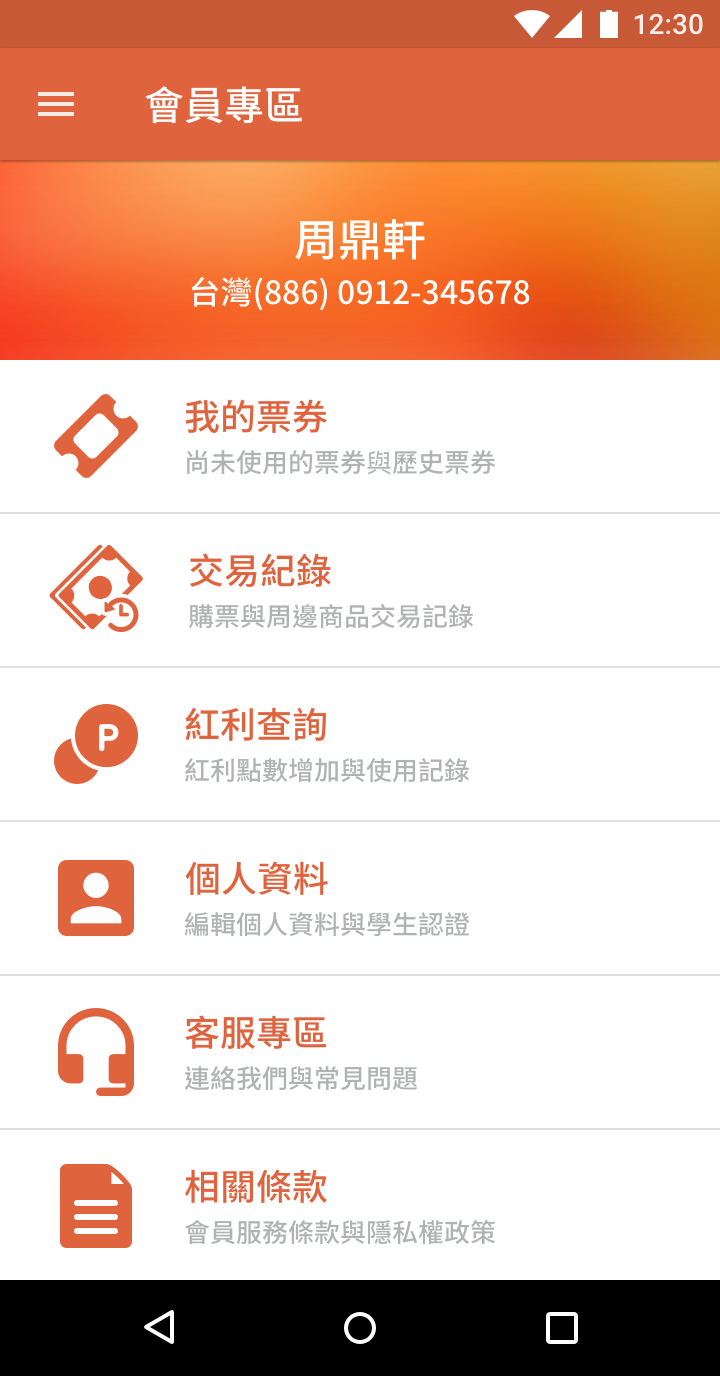 12:30
會員專區
周鼎軒
台灣(886) 0912-345678
我的票券
尚未使用的票券與歷史票券
交易紀錄
購票與周邊商品交易記錄
P
紅利查詢
紅利點數增加與使用記錄
個人資料
編輯個人資料與學生認證
客服專區
連絡我們與常見問題
相關條款
會員服務條款與隱私權政策